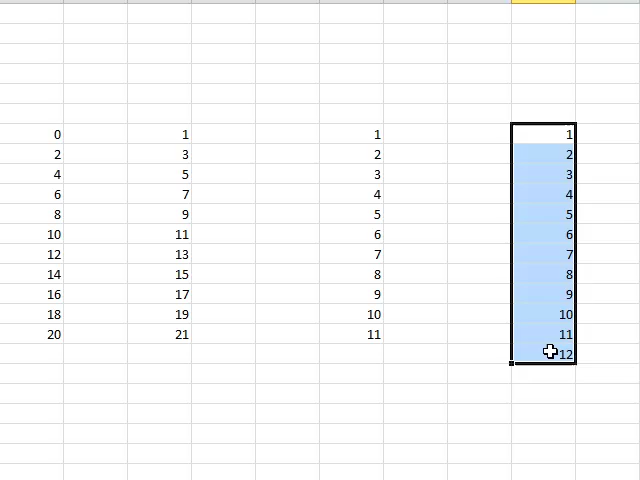 0 1 1 1
2 3 2 2
4 5 3 3
6 7 4 4
8 9 5 5
10 11 6 6
12 13 7 7
14 15 8 8
16 17 9 9
18 19 10 10
20 21 11 11
12